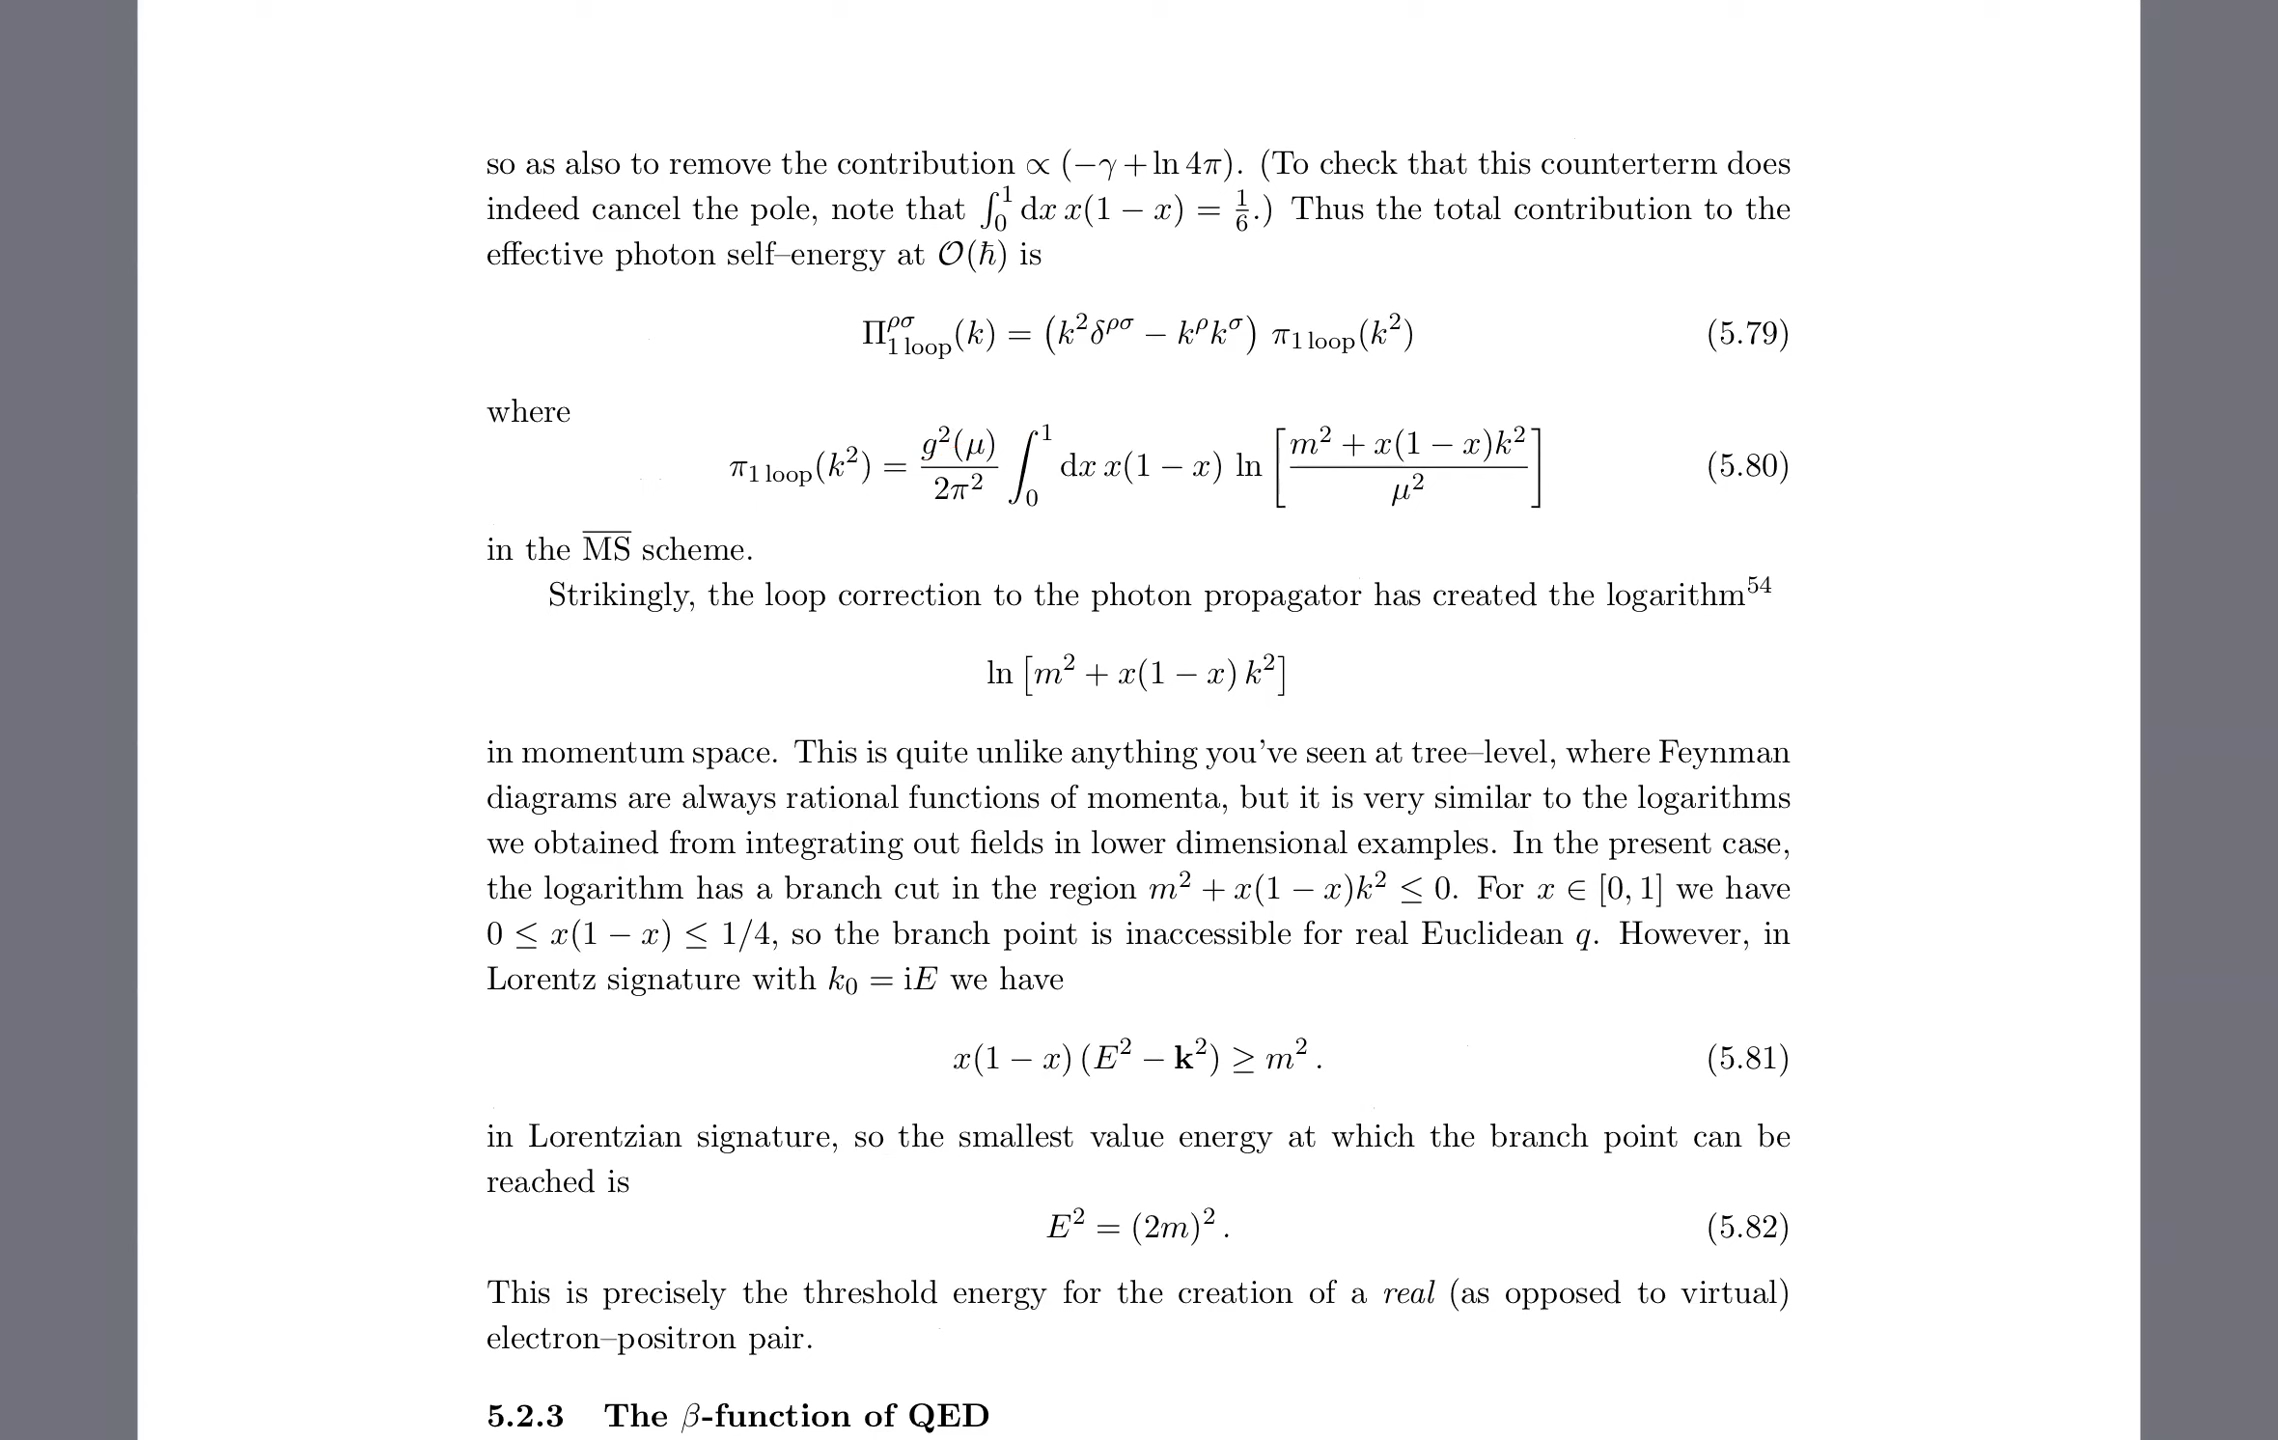 so as also to remove the contribution ∝ (−γ + ln 4π). (To check that this counterterm does
indeed cancel the pole, note that ∫₀¹ dx x(1 − x) = 1/6.) Thus the total contribution to the
effective photon self–energy at 𝒪(ħ) is
Π^{ρσ}_{1 loop}(k) = (k²δ^{ρσ} − k^ρ k^σ) π_{1 loop}(k²) (5.79)
where
π_{1 loop}(k²) = g²(μ)/2π² ∫₀¹ dx x(1 − x) ln [m² + x(1 − x)k² / μ²] (5.80)
in the M̅S̅ scheme.
Strikingly, the loop correction to the photon propagator has created the logarithm⁵⁴
ln [m² + x(1 − x) k²]
in momentum space. This is quite unlike anything you've seen at tree–level, where Feynman
diagrams are always rational functions of momenta, but it is very similar to the logarithms
we obtained from integrating out fields in lower dimensional examples. In the present case,
the logarithm has a branch cut in the region m² + x(1 − x)k² ≤ 0. For x ∈ [0, 1] we have
0 ≤ x(1 − x) ≤ 1/4, so the branch point is inaccessible for real Euclidean q. However, in
Lorentz signature with k₀ = iE we have
x(1 − x) (E² − **k**²) ≥ m² . (5.81)
in Lorentzian signature, so the smallest value energy at which the branch point can be
reached is
E² = (2m)² . (5.82)
This is precisely the threshold energy for the creation of a real (as opposed to virtual)
electron–positron pair.
5.2.3 The β-function of QED